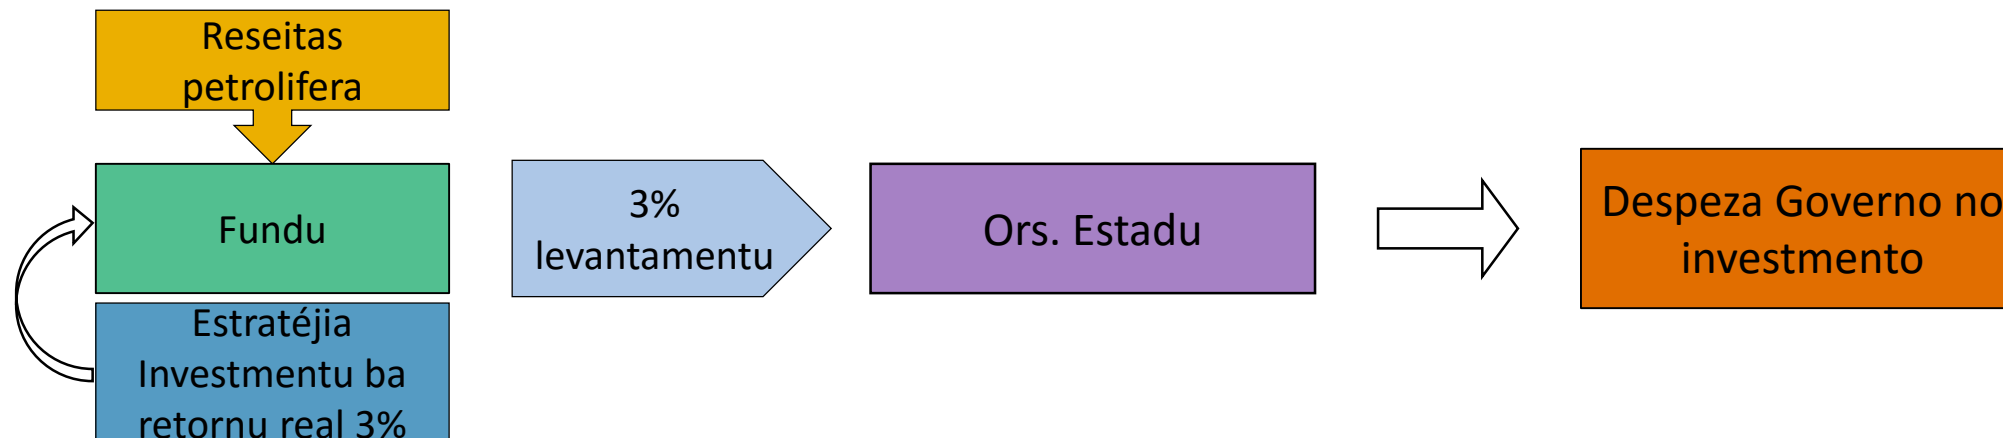 Reseitas
petrolifera
Fundu
Estratéjia
Investmentu ba
retornu real 3%
3%
levantamentu
Ors. Estadu
Despeza Governo no
investmento